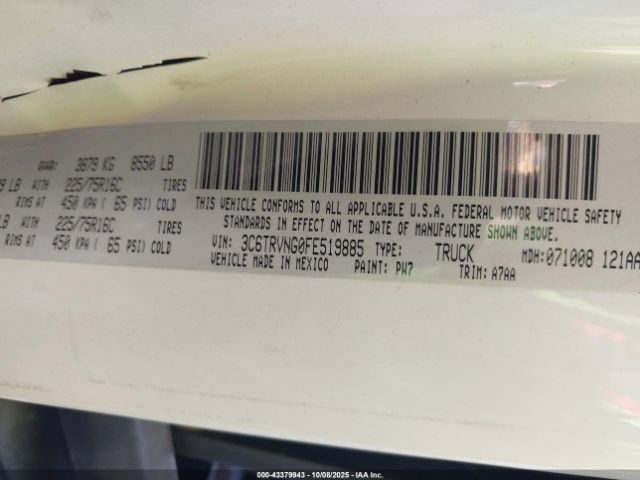 GVWR: 3879 KG 8550 LB
LB WITH 225/75R16C TIRES
RIMS AT 450 KPA ( 65 PSI) COLD
LB WITH 225/75R16C TIRES
RIMS AT 450 KPA ( 65 PSI) COLD
THIS VEHICLE CONFORMS TO ALL APPLICABLE U.S.A. FEDERAL MOTOR VEHICLE SAFETY
STANDARDS IN EFFECT ON THE DATE OF MANUFACTURE SHOWN ABOVE.
VIN: 3C6TRVNG0FE519885 TYPE: TRUCK MDH:071008 121AA
VEHICLE MADE IN MEXICO PAINT: PW7 TRIM: A7AA
000-43379943 - 10/08/2025 - IAA Inc.